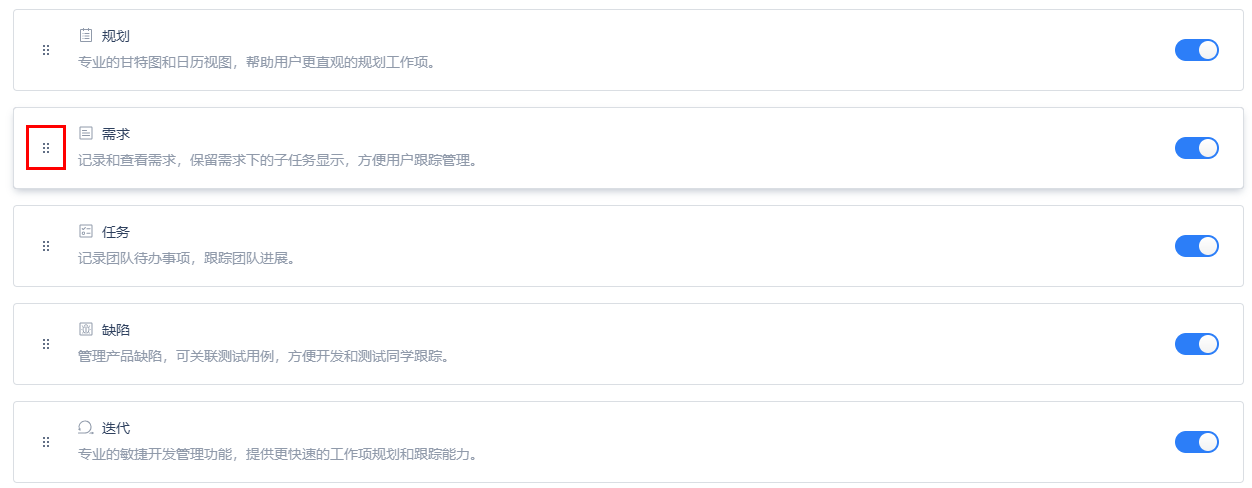 规划
专业的甘特图和日历视图，帮助用户更直观的规划工作项。
需求
记录和查看需求，保留需求下的子任务显示，方便用户跟踪管理。
任务
记录团队待办事项，跟踪团队进展。
缺陷
管理产品缺陷，可关联测试用例，方便开发和测试同学跟踪。
迭代
专业的敏捷开发管理功能，提供更快速的工作项规划和跟踪能力。